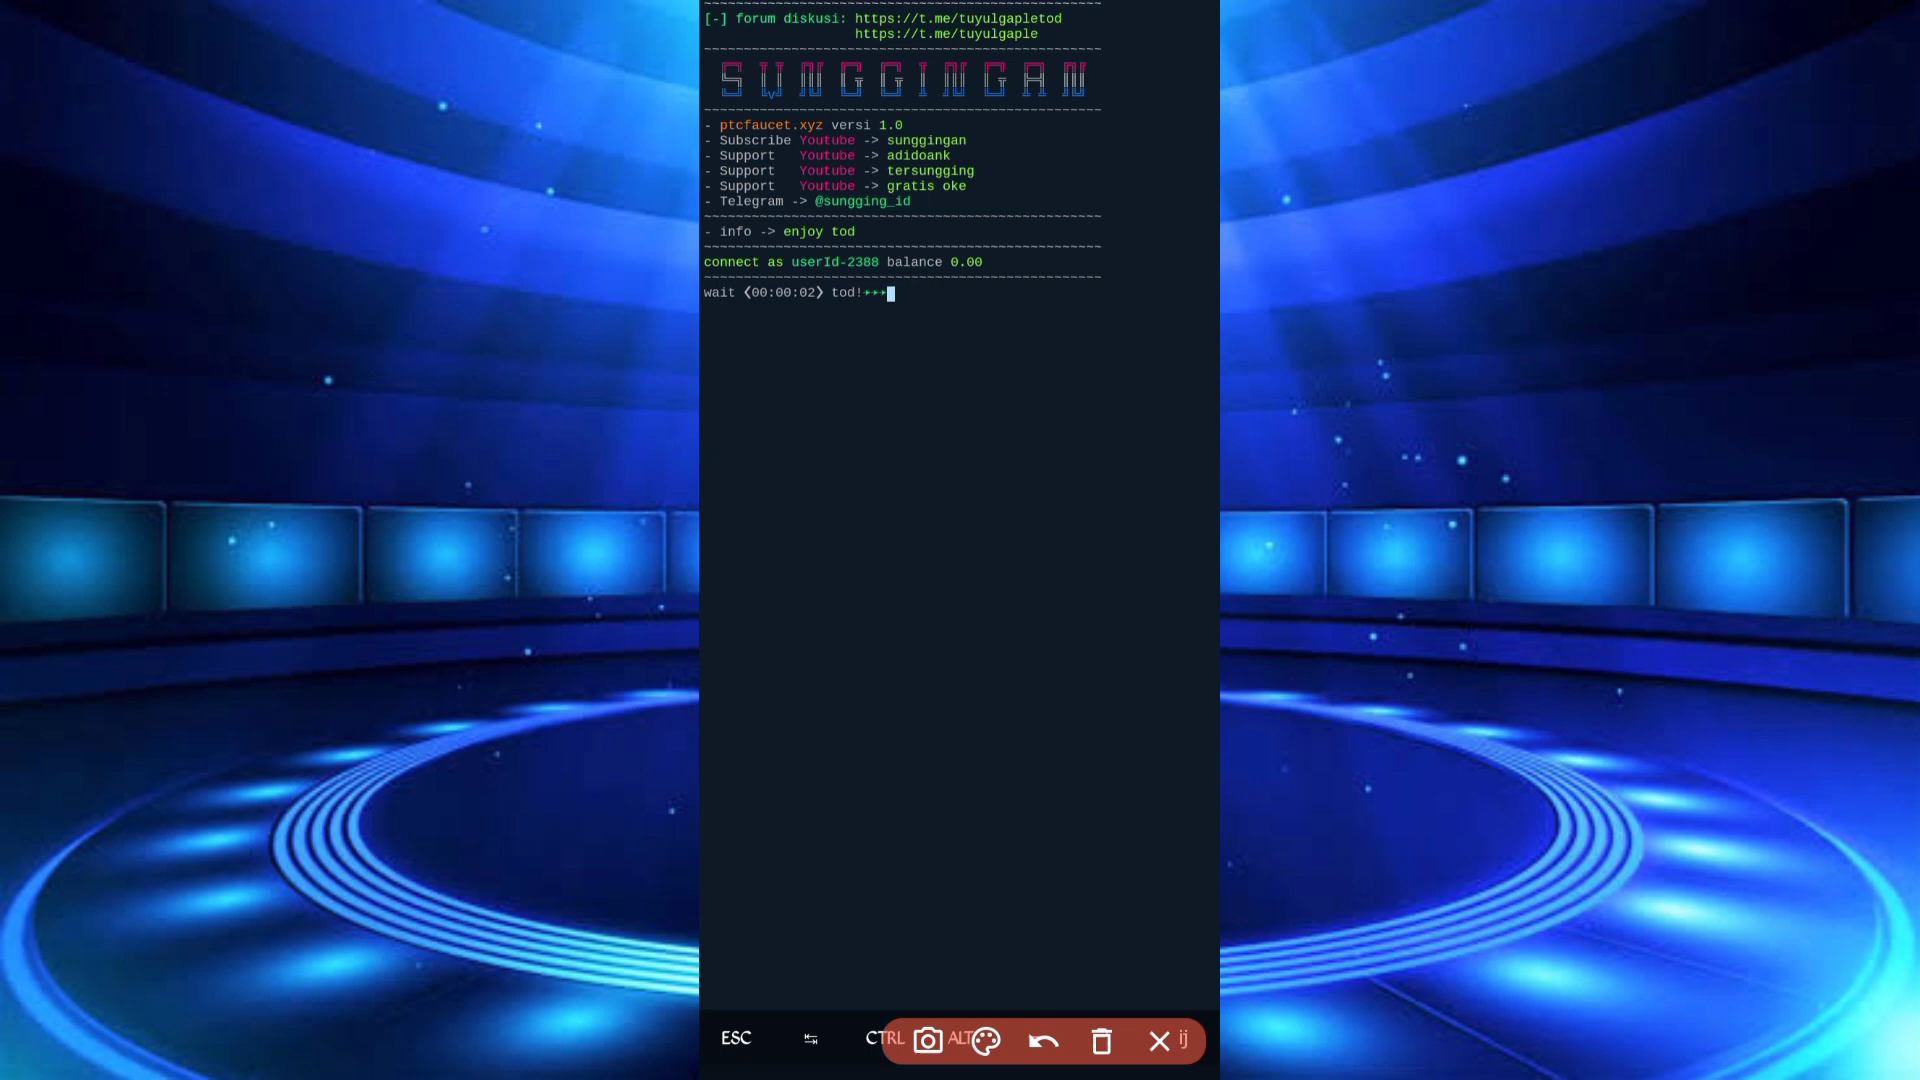 [-] forum diskusi: https://t.me/tuyulgapletod
https://t.me/tuyulgaple
SUNGGINGAN
- ptcfaucet.xyz versi 1.0
- Subscribe Youtube -> sunggingan
- Support Youtube -> adidoank
- Support Youtube -> tersungging
- Support Youtube -> gratis oke
- Telegram -> @sungging_id
- info -> enjoy tod
connect as userId-2388 balance 0.00
wait ❮00:00:02❯ tod!➛➛➛
ESC CTRL ALT